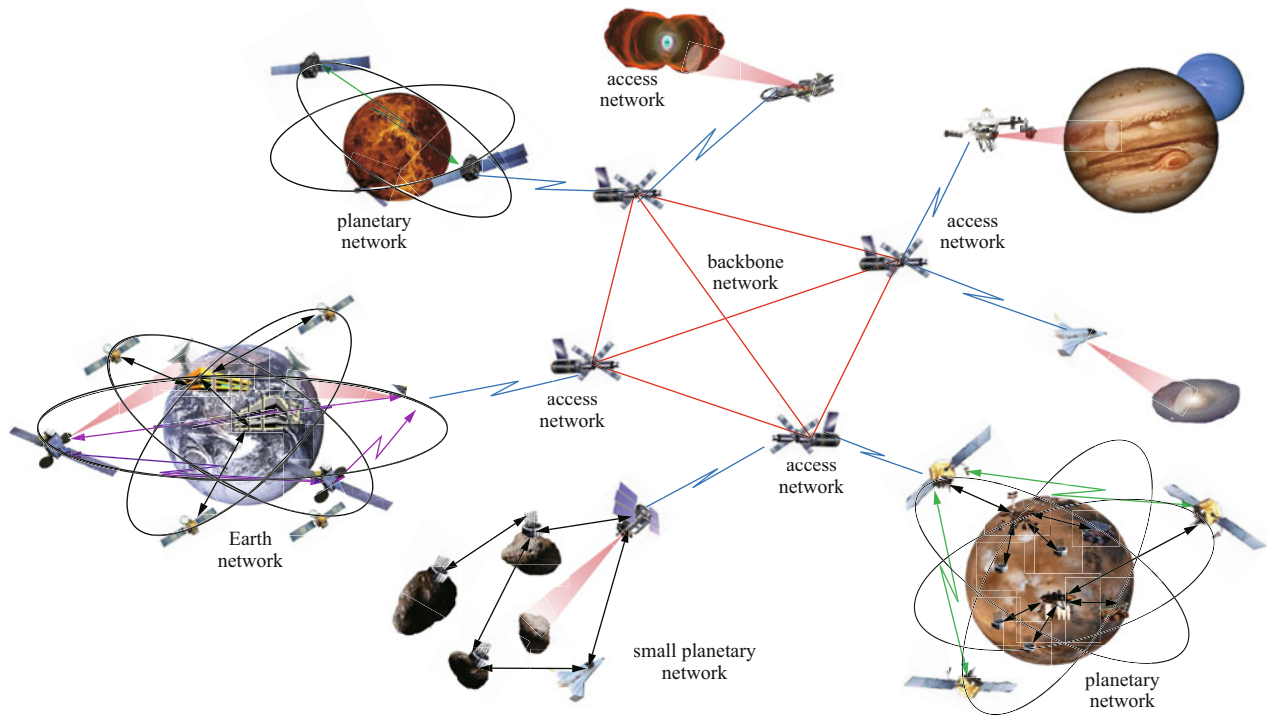 access
network
planetary
network
access
network
backbone
network
access
network
access
network
Earth
network
small planetary
network
planetary
network